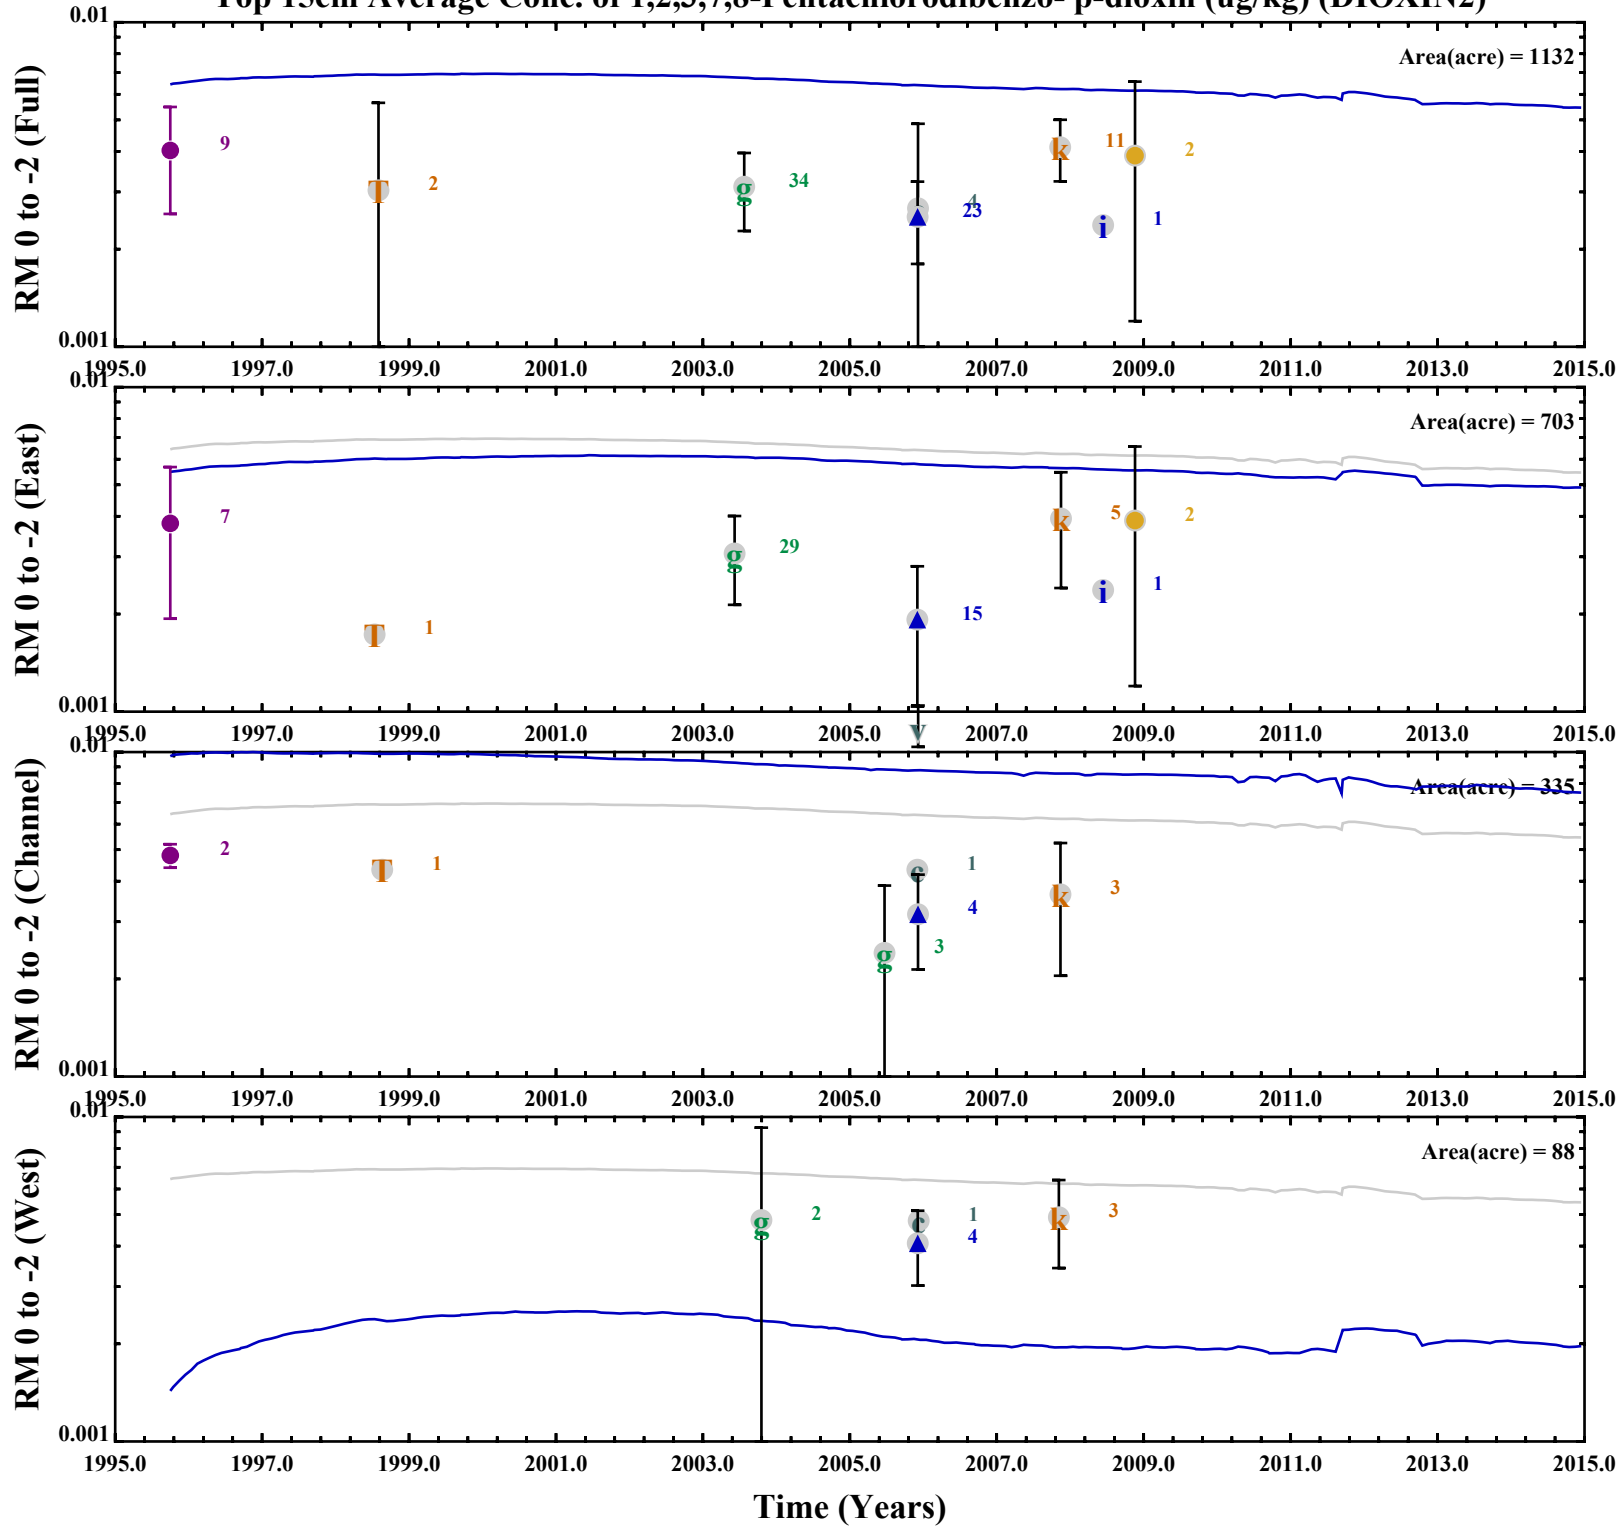 Top 15cm Average Conc. of 1,2,3,7,8-Pentachlorodibenzo- p-dioxin (ug/kg) (DIOXIN2)
RM 0 to -2 (Full)
0.01
0.001
Area(acre) = 1132
9
T
2
g
34
4
23
k
11
i
1
2
1995.0 1997.0 1999.0 2001.0 2003.0 2005.0 2007.0 2009.0 2011.0 2013.0 2015.0
RM 0 to -2 (East)
0.01
0.001
Area(acre) = 703
7
T
1
g
29
15
v
k
5
i
1
2
1995.0 1997.0 1999.0 2001.0 2003.0 2005.0 2007.0 2009.0 2011.0 2013.0 2015.0
RM 0 to -2 (Channel)
0.01
0.001
Area(acre) = 335
2
T
1
g
3
c
1
4
k
3
1995.0 1997.0 1999.0 2001.0 2003.0 2005.0 2007.0 2009.0 2011.0 2013.0 2015.0
RM 0 to -2 (West)
0.01
0.001
Area(acre) = 88
g
2
c
1
4
k
3
1995.0 1997.0 1999.0 2001.0 2003.0 2005.0 2007.0 2009.0 2011.0 2013.0 2015.0
Time (Years)